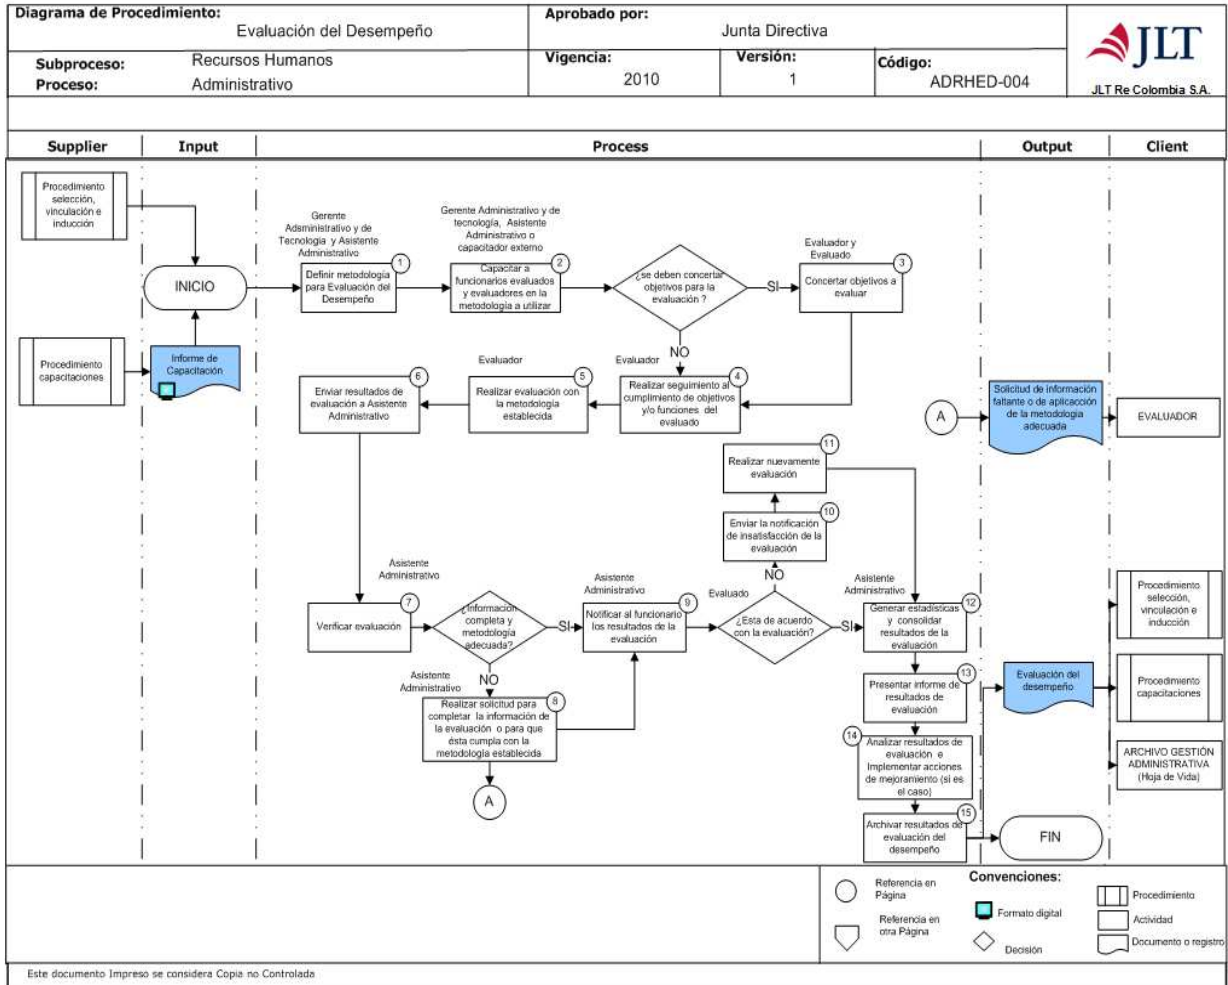 Diagrama de Procedimiento:
Evaluación del Desempeño
Aprobado por:
Junta Directiva
Subproceso:
Recursos Humanos
Proceso:
Administrativo
Vigencia:
2010
Versión:
1
Código:
ADRHED-004
JLT
JLT Re Colombia S.A.
Supplier
Input
Process
Output
Client
Procedimiento
selección,
vinculación e
inducción
INICIO
Procedimiento
capacitaciones
Informe de
Capacitación
Gerente
Adsministrativo y de
Tecnología y Asistente
Administrativo
1
Definir metodología
para Evaluación del
Desempeño
Gerente Administrativo y de
tecnología, Asistente
Administrativo o
capacitador externo
2
Capacitar a
funcionarios evaluados
y evaluadores en la
metodología a utilizar
¿se deben concertar
objetivos para la
evaluación ?
SI
NO
Evaluador y
Evaluado
3
Concertar objetivos a
evaluar
Evaluador
4
Realizar seguimiento al
cumplimiento de objetivos
y/o funciones del
evaluado
Evaluador
5
Realizar evaluación con
la metodología
establecida
6
Enviar resultados de
evaluación a Asistente
Administrativo
A
Solicitud de información
faltante o de aplicacción
de la metodología
adecuada
EVALUADOR
11
Realizar nuevamente
evaluación
10
Enviar la notificación
de insatisfacción de la
evaluación
NO
Asistente
Administrativo
7
Verificar evaluación
¿Información
completa y
metodología
adecuada?
SI
NO
Asistente
Administrativo
9
Notificar al funcionario
los resultados de la
evaluación
Evaluado
¿Esta de acuerdo
con la evaluación?
SI
Asistente
Administrativo
12
Generar estadísticas
y consolidar
resultados de la
evaluación
Asistente
Administrativo
8
Realizar solicitud para
completar la información de
la evaluación o para que
ésta cumpla con la
metodología establecida
A
13
Presentar informe de
resultados de
evaluación
14
Analizar resultados de
evaluación e
Implementar acciones
de mejoramiento (si es
el caso)
15
Archivar resultados de
evaluación del
desempeño
Evaluación del
desempeño
FIN
Procedimiento
selección,
vinculación e
inducción
Procedimiento
capacitaciones
ARCHIVO GESTIÓN
ADMINISTRATIVA
(Hoja de Vida)
Convenciones:
Referencia en
Página
Referencia en
otra Página
Formato digital
Decisión
Procedimiento
Actividad
Documento o registro
Este documento Impreso se considera Copia no Controlada